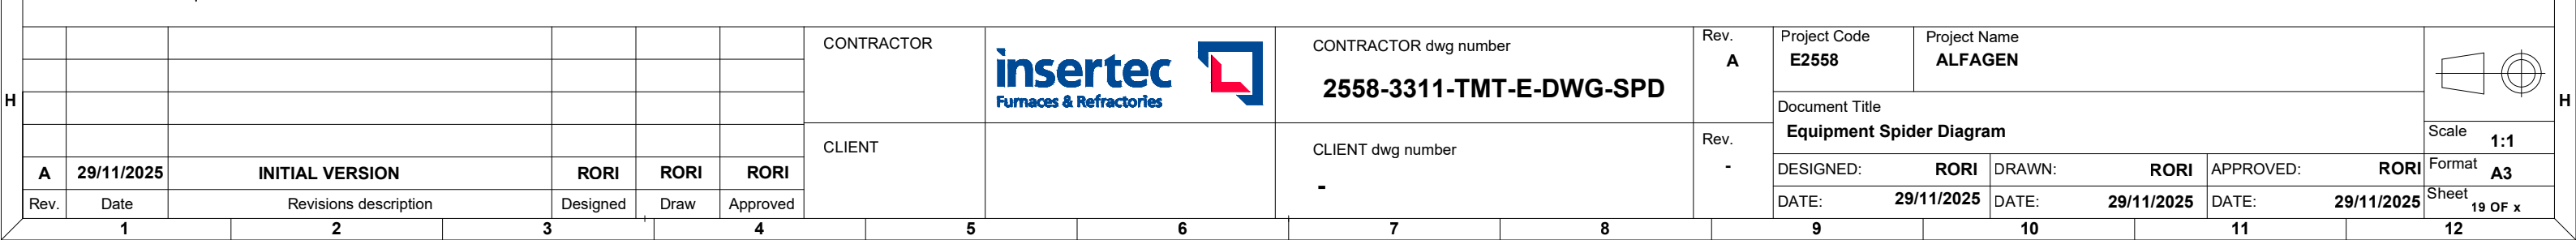 CONTRACTOR
insertec
Furnaces & Refractories
CONTRACTOR dwg number
2558-3311-TMT-E-DWG-SPD
Rev.
A
Project Code
E2558
Project Name
ALFAGEN
Document Title
Equipment Spider Diagram
Scale
1:1
H
H
CLIENT
CLIENT dwg number
-
Rev.
-
DESIGNED: RORI DRAWN: RORI APPROVED: RORI
Format
A3
DATE: 29/11/2025 DATE: 29/11/2025 DATE: 29/11/2025
Sheet
19 OF x
A 29/11/2025 INITIAL VERSION RORI RORI RORI
Rev. Date Revisions description Designed Draw Approved
1 2 3 4 5 6 7 8 9 10 11 12